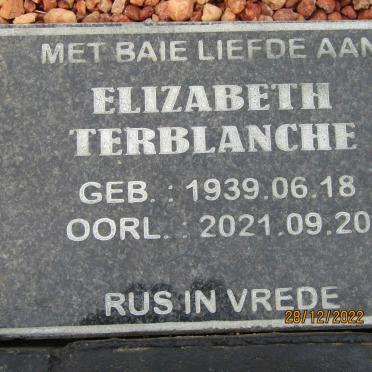 MET BAIE LIEFDE AAN
ELIZABETH
TERBLANCHE
GEB. : 1939.06.18
OORL. : 2021.09.20
RUS IN VREDE
28/12/2022